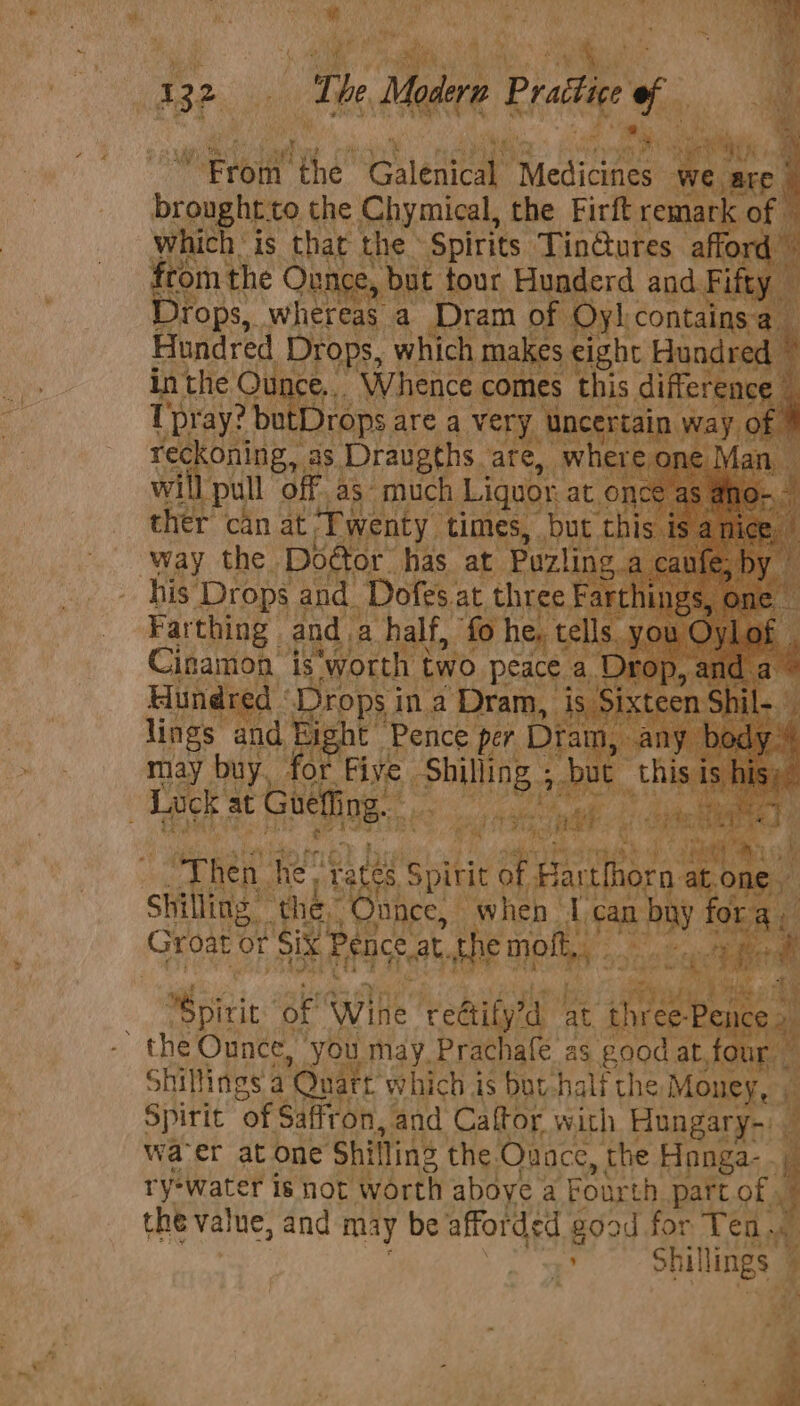 132 The Modern Practice of
From the Galenical Medicines we are
brought to the Chymical, the Firſt remark of
which is that the Spirits Tinctures afford
from the Ounce, but four Hunderd and Fifty
Drops, whereas a Dram of Oyl contains a
Hundred Drops, which makes eight Hundred
in the Ounce. Whence comes this difference
I pray? butDrops are a very uncertain way of
reckoning, as Draugths are, where one Man
will pull off as much Liquor at once as ano-
ther can at Twenty times, but this is a nice
way the Doctor has at Puzling a cauſe, by
his Drops and Doſes at three Farthings, one
Farthing and a half, ſo he, tells you Oyl of
Cinamon is worth two peace a Drop, and a
Hundred Drops in a Dram, is Sixteen Shil-
lings and Eight Pence per Dram, any body
may buy, for Five Shilling; but this is his
Luck at Gueſſing.
Then he, rates Spirit of Hartſhorn at one
Shilling the, Ounce, when I can buy for a
Groat or Six Pence at the moſt,
Spirit of Wine rectify'd at three-Pence
the Ounce, you may Prachaſe as good at four
Shillings a Quart which is but half the Money,
Spirit of Saffron, and Caſtor with Hungary-
wa er at one Shilling the Ounce, the Hunga-
ry-water is not worth above a Fourth part of
the value, and may be afforded good for Ten
Shillings